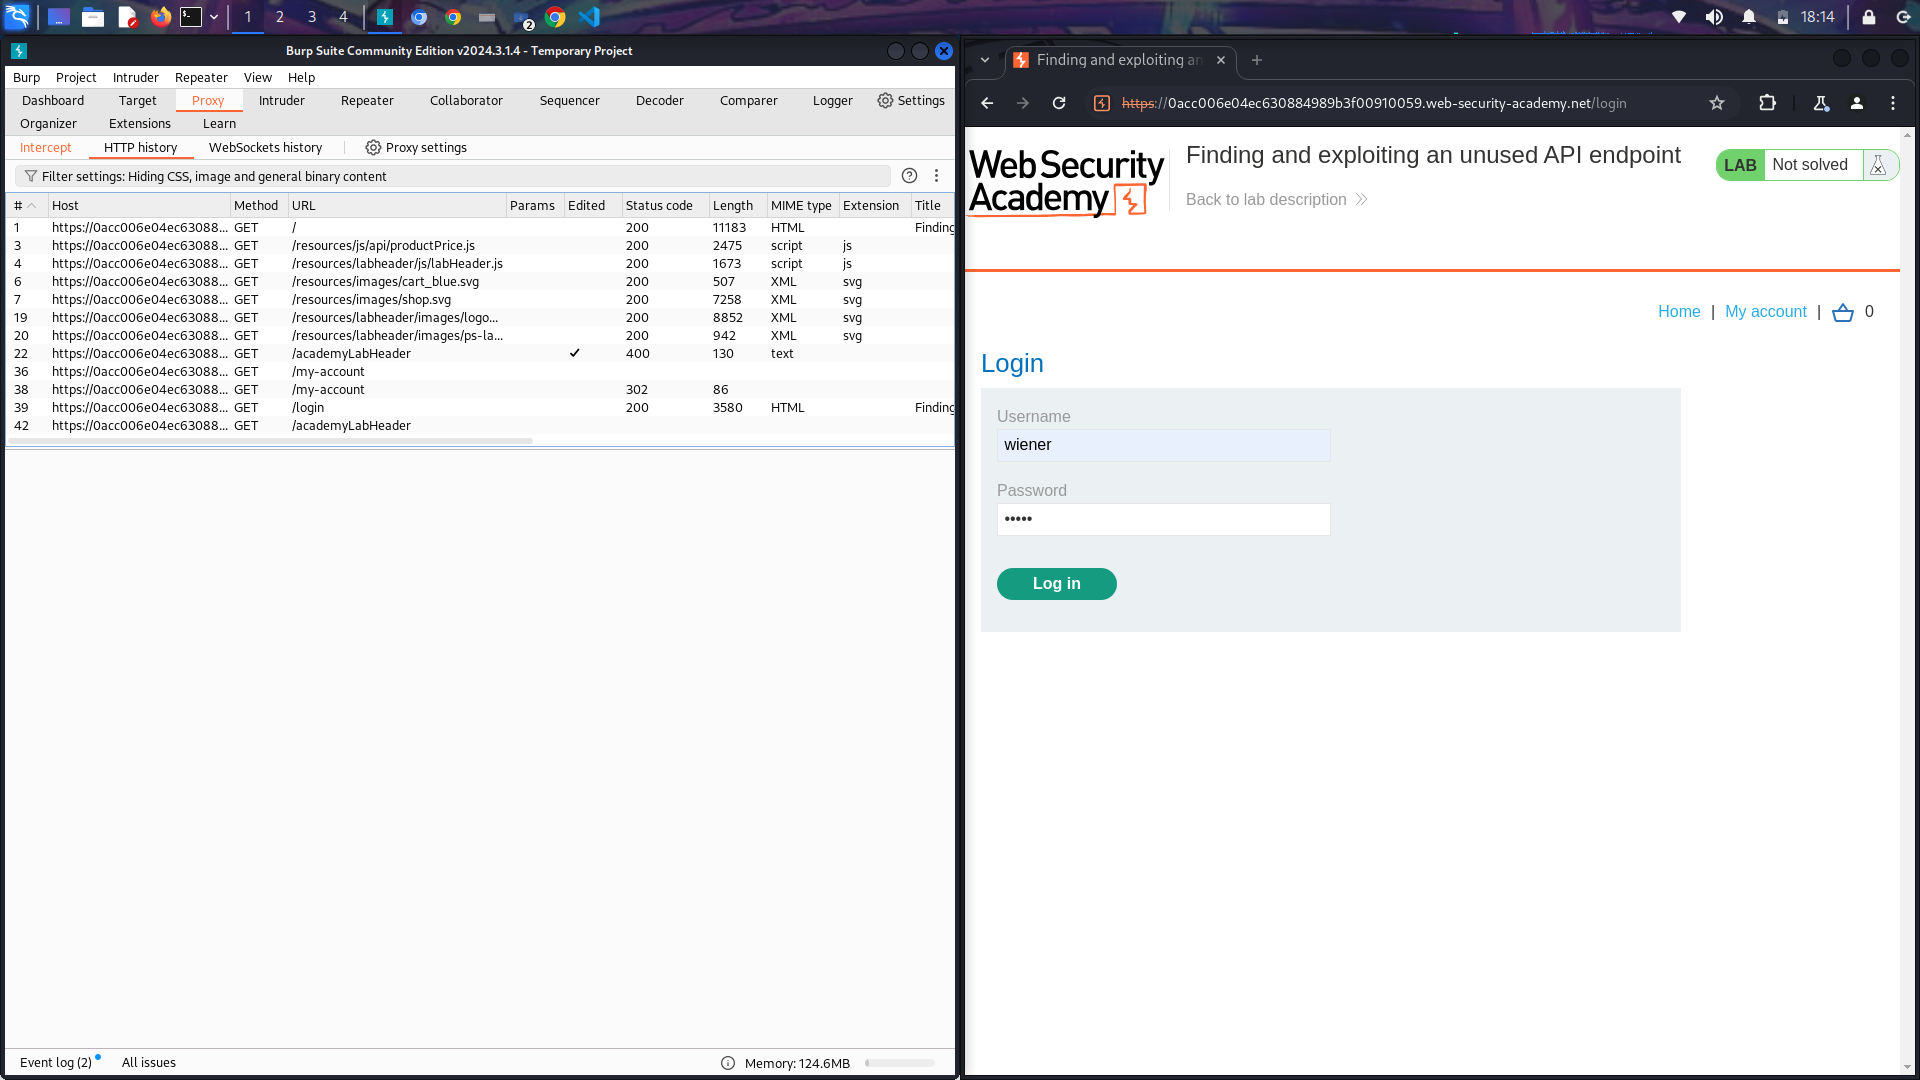 1 2 3 4
2
18:14
Burp Suite Community Edition v2024.3.1.4 - Temporary Project
Burp Project Intruder Repeater View Help
Dashboard Target Proxy Intruder Repeater Collaborator Sequencer Decoder Comparer Logger Settings
Organizer Extensions Learn
Intercept HTTP history WebSockets history Proxy settings
Filter settings: Hiding CSS, image and general binary content
# Host Method URL Params Edited Status code Length MIME type Extension Title
1 https://0acc006e04ec63088... GET / 200 11183 HTML Finding
3 https://0acc006e04ec63088... GET /resources/js/api/productPrice.js 200 2475 script js
4 https://0acc006e04ec63088... GET /resources/labheader/js/labHeader.js 200 1673 script js
6 https://0acc006e04ec63088... GET /resources/images/cart_blue.svg 200 507 XML svg
7 https://0acc006e04ec63088... GET /resources/images/shop.svg 200 7258 XML svg
19 https://0acc006e04ec63088... GET /resources/labheader/images/logo... 200 8852 XML svg
20 https://0acc006e04ec63088... GET /resources/labheader/images/ps-la... 200 942 XML svg
22 https://0acc006e04ec63088... GET /academyLabHeader ✓ 400 130 text
36 https://0acc006e04ec63088... GET /my-account
38 https://0acc006e04ec63088... GET /my-account 302 86
39 https://0acc006e04ec63088... GET /login 200 3580 HTML Finding
42 https://0acc006e04ec63088... GET /academyLabHeader
Event log (2) All issues Memory: 124.6MB
Finding and exploiting an
https://0acc006e04ec630884989b3f00910059.web-security-academy.net/login
Web Security
Academy
Finding and exploiting an unused API endpoint
Back to lab description
LAB Not solved
Home | My account | 0
Login
Username
wiener
Password
•••••
Log in